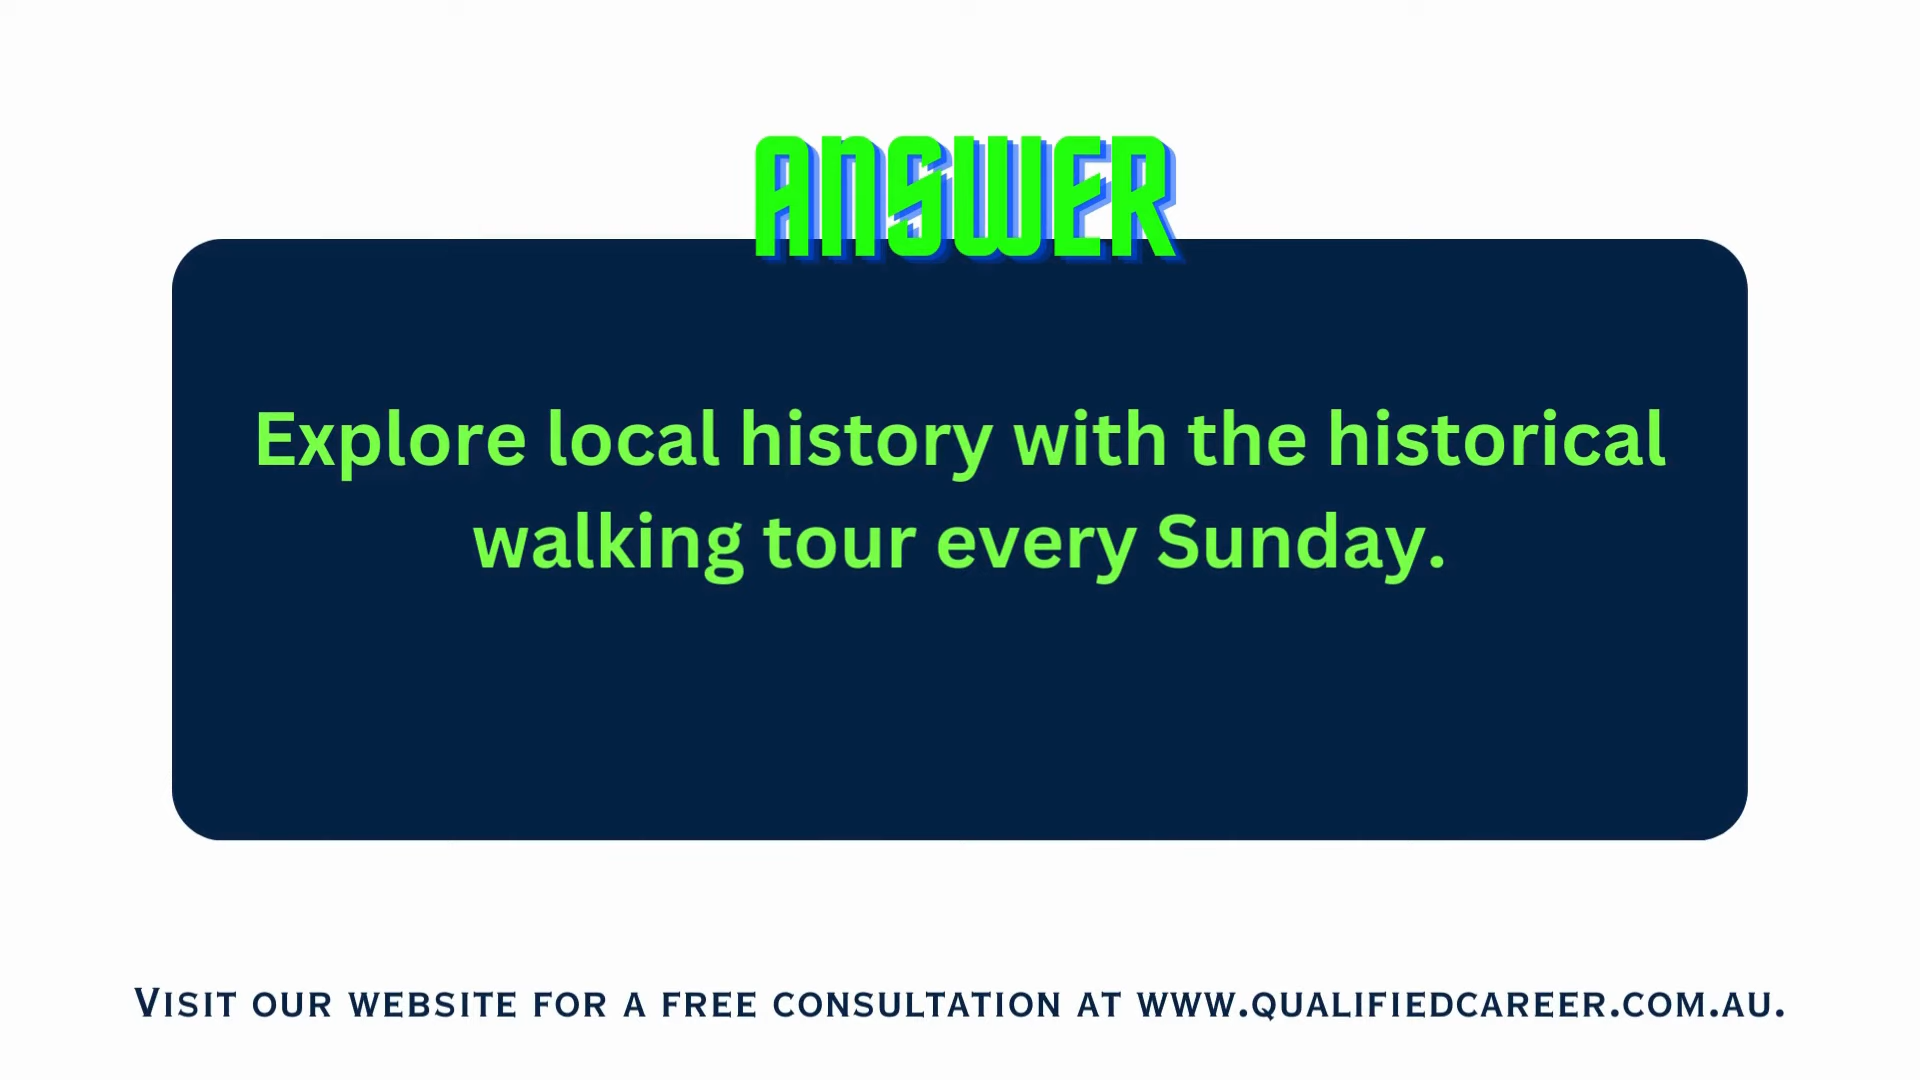 ANSWER
Explore local history with the historical
walking tour every Sunday.
Visit our website for a free consultation at www.qualifiedcareer.com.au.